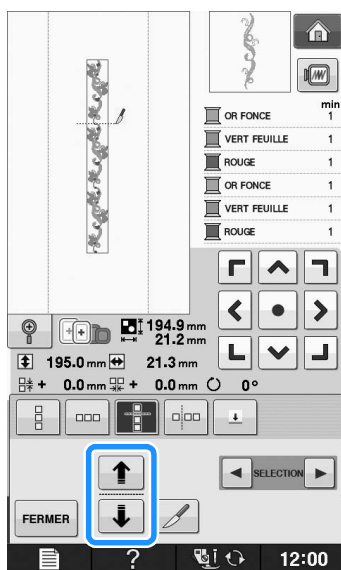 min
OR FONCE 1
VERT FEUILLE 1
ROUGE 1
OR FONCE 1
VERT FEUILLE 1
ROUGE 1
194.9 mm
21.2 mm
195.0 mm 21.3 mm
+ 0.0 mm + 0.0 mm 0°
SELECTION
FERMER
? 12:00